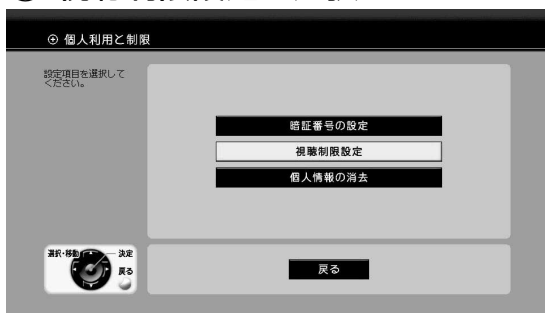 個人利用と制限
設定項目を選択して
ください。
暗証番号の設定
視聴制限設定
個人情報の消去
選択・移動
決定
戻る
戻る